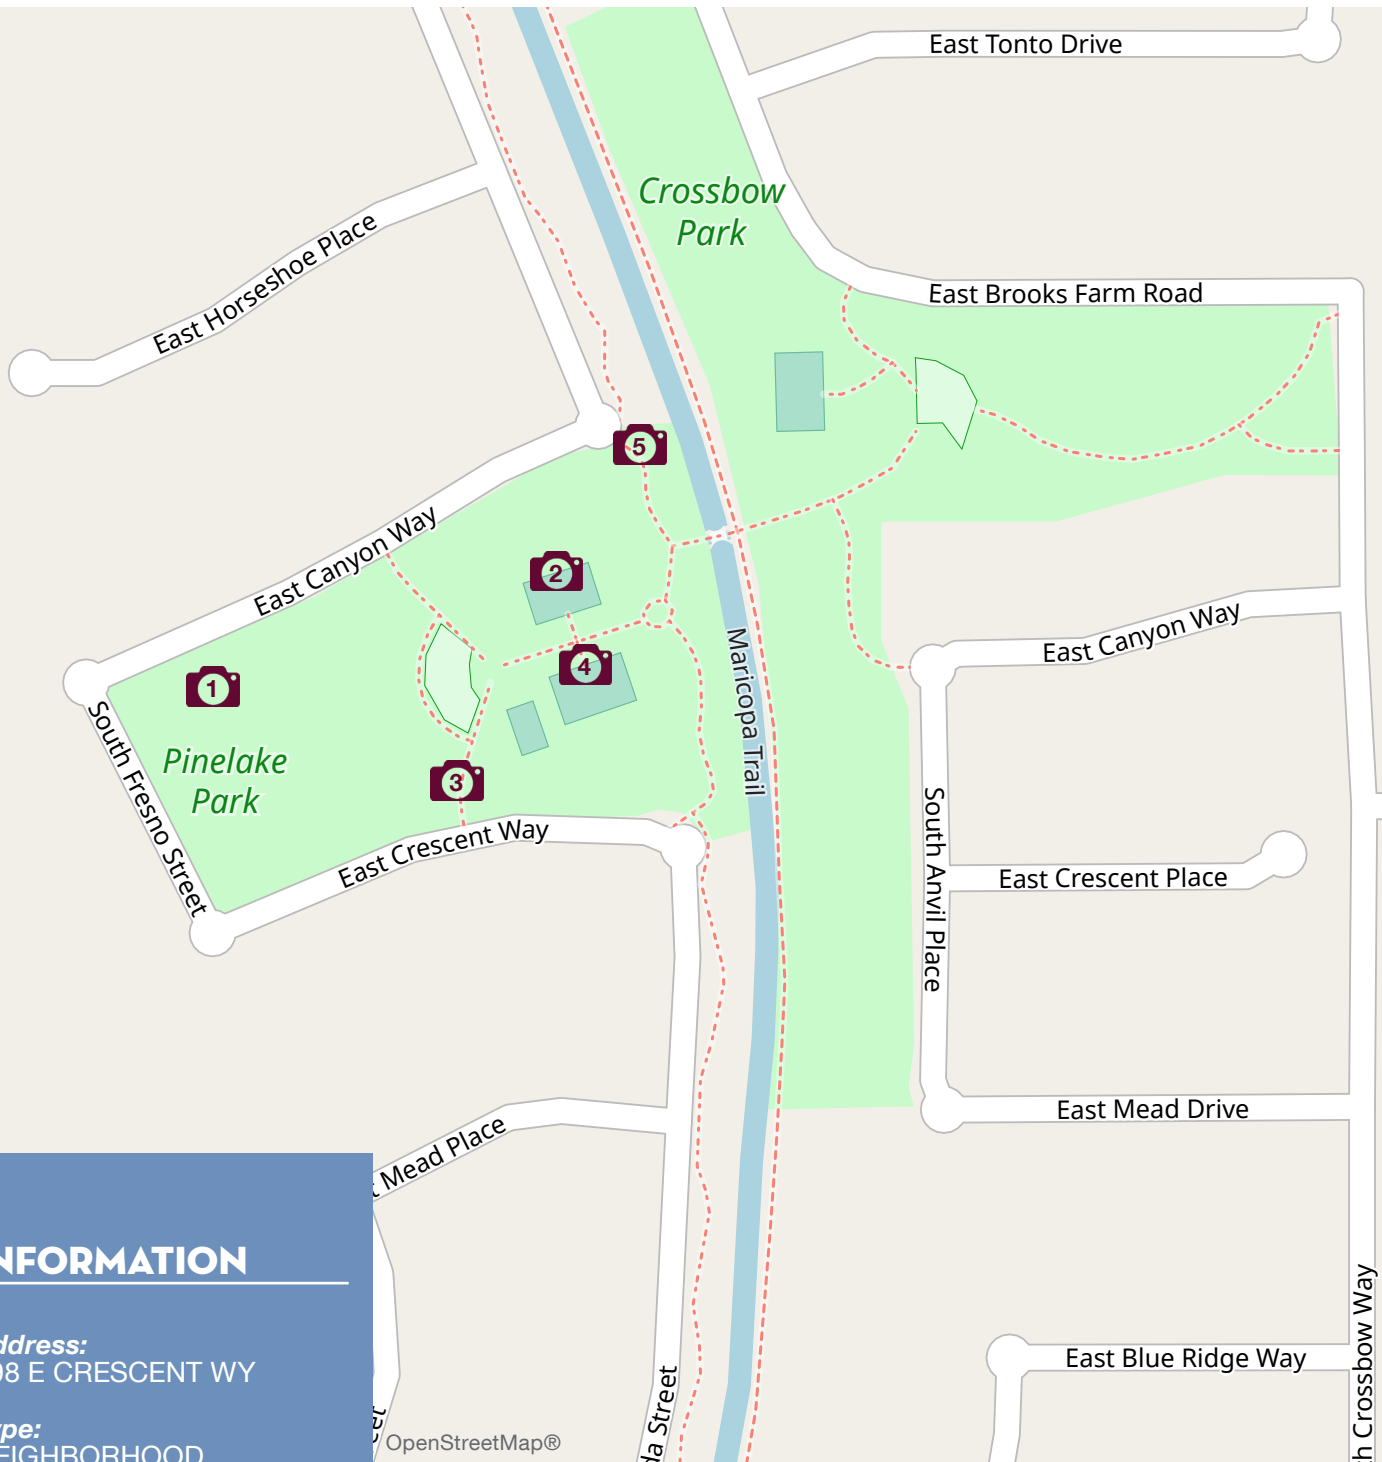 East Tonto Drive
Crossbow
Park
East Horseshoe Place
East Brooks Farm Road
5
East Canyon Way
2
East Canyon Way
Maricopa Trail
4
1
South Fresno Street
Pinelake
Park
3
East Crescent Way
South Anvil Place
East Crescent Place
East Mead Drive
Mead Place
NFORMATION
ddress:
08 E CRESCENT WY
East Blue Ridge Way
h Crossbow Way
da Street
ype:
EIGHBORHOOD
eet
OpenStreetMap®